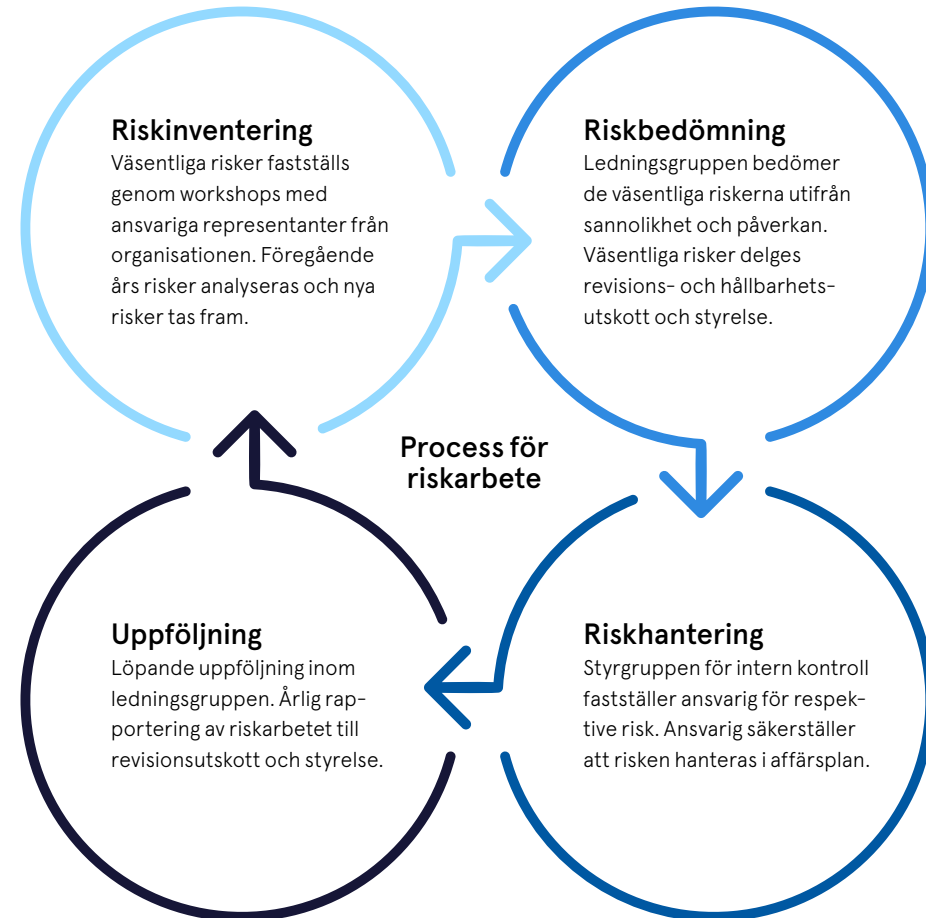 Riskinventering
Väsentliga risker fastställs
genom workshops med
ansvariga representanter från
organisationen. Föregående
års risker analyseras och nya
risker tas fram.
Riskbedömning
Ledningsgruppen bedömer
de väsentliga riskerna utifrån
sannolikhet och påverkan.
Väsentliga risker delges
revisions- och hållbarhets-
utskott och styrelse.
Process för
riskarbete
Uppföljning
Löpande uppföljning inom
ledningsgruppen. Årlig rap-
portering av riskarbetet till
revisionsutskott och styrelse.
Riskhantering
Styrgruppen för intern kontroll
fastställer ansvarig för respek-
tive risk. Ansvarig säkerställer
att risken hanteras i affärsplan.